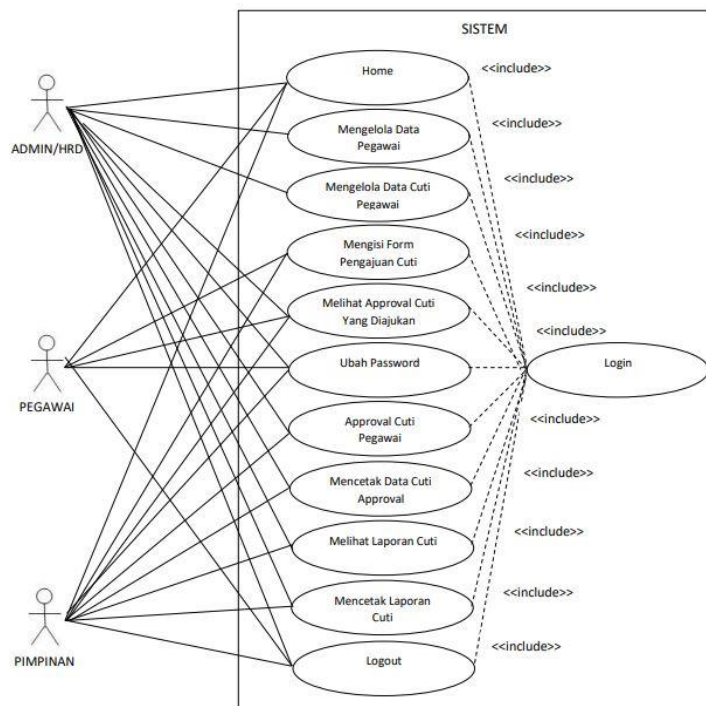 SISTEM
Home
<<include>>
Mengelola Data
Pegawai
<<include>>
ADMIN/HRD
Mengelola Data Cuti
Pegawai
<<include>>
Mengisi Form
Pengajuan Cuti
<<include>>
Melihat Approval Cuti
Yang Diajukan
<<include>>
<<include>>
Ubah Password
Login
PEGAWAI
Approval Cuti
Pegawai
<<include>>
Mencetak Data Cuti
Approval
<<include>>
Melihat Laporan Cuti
<<include>>
Mencetak Laporan
Cuti
<<include>>
PIMPINAN
Logout
<<include>>